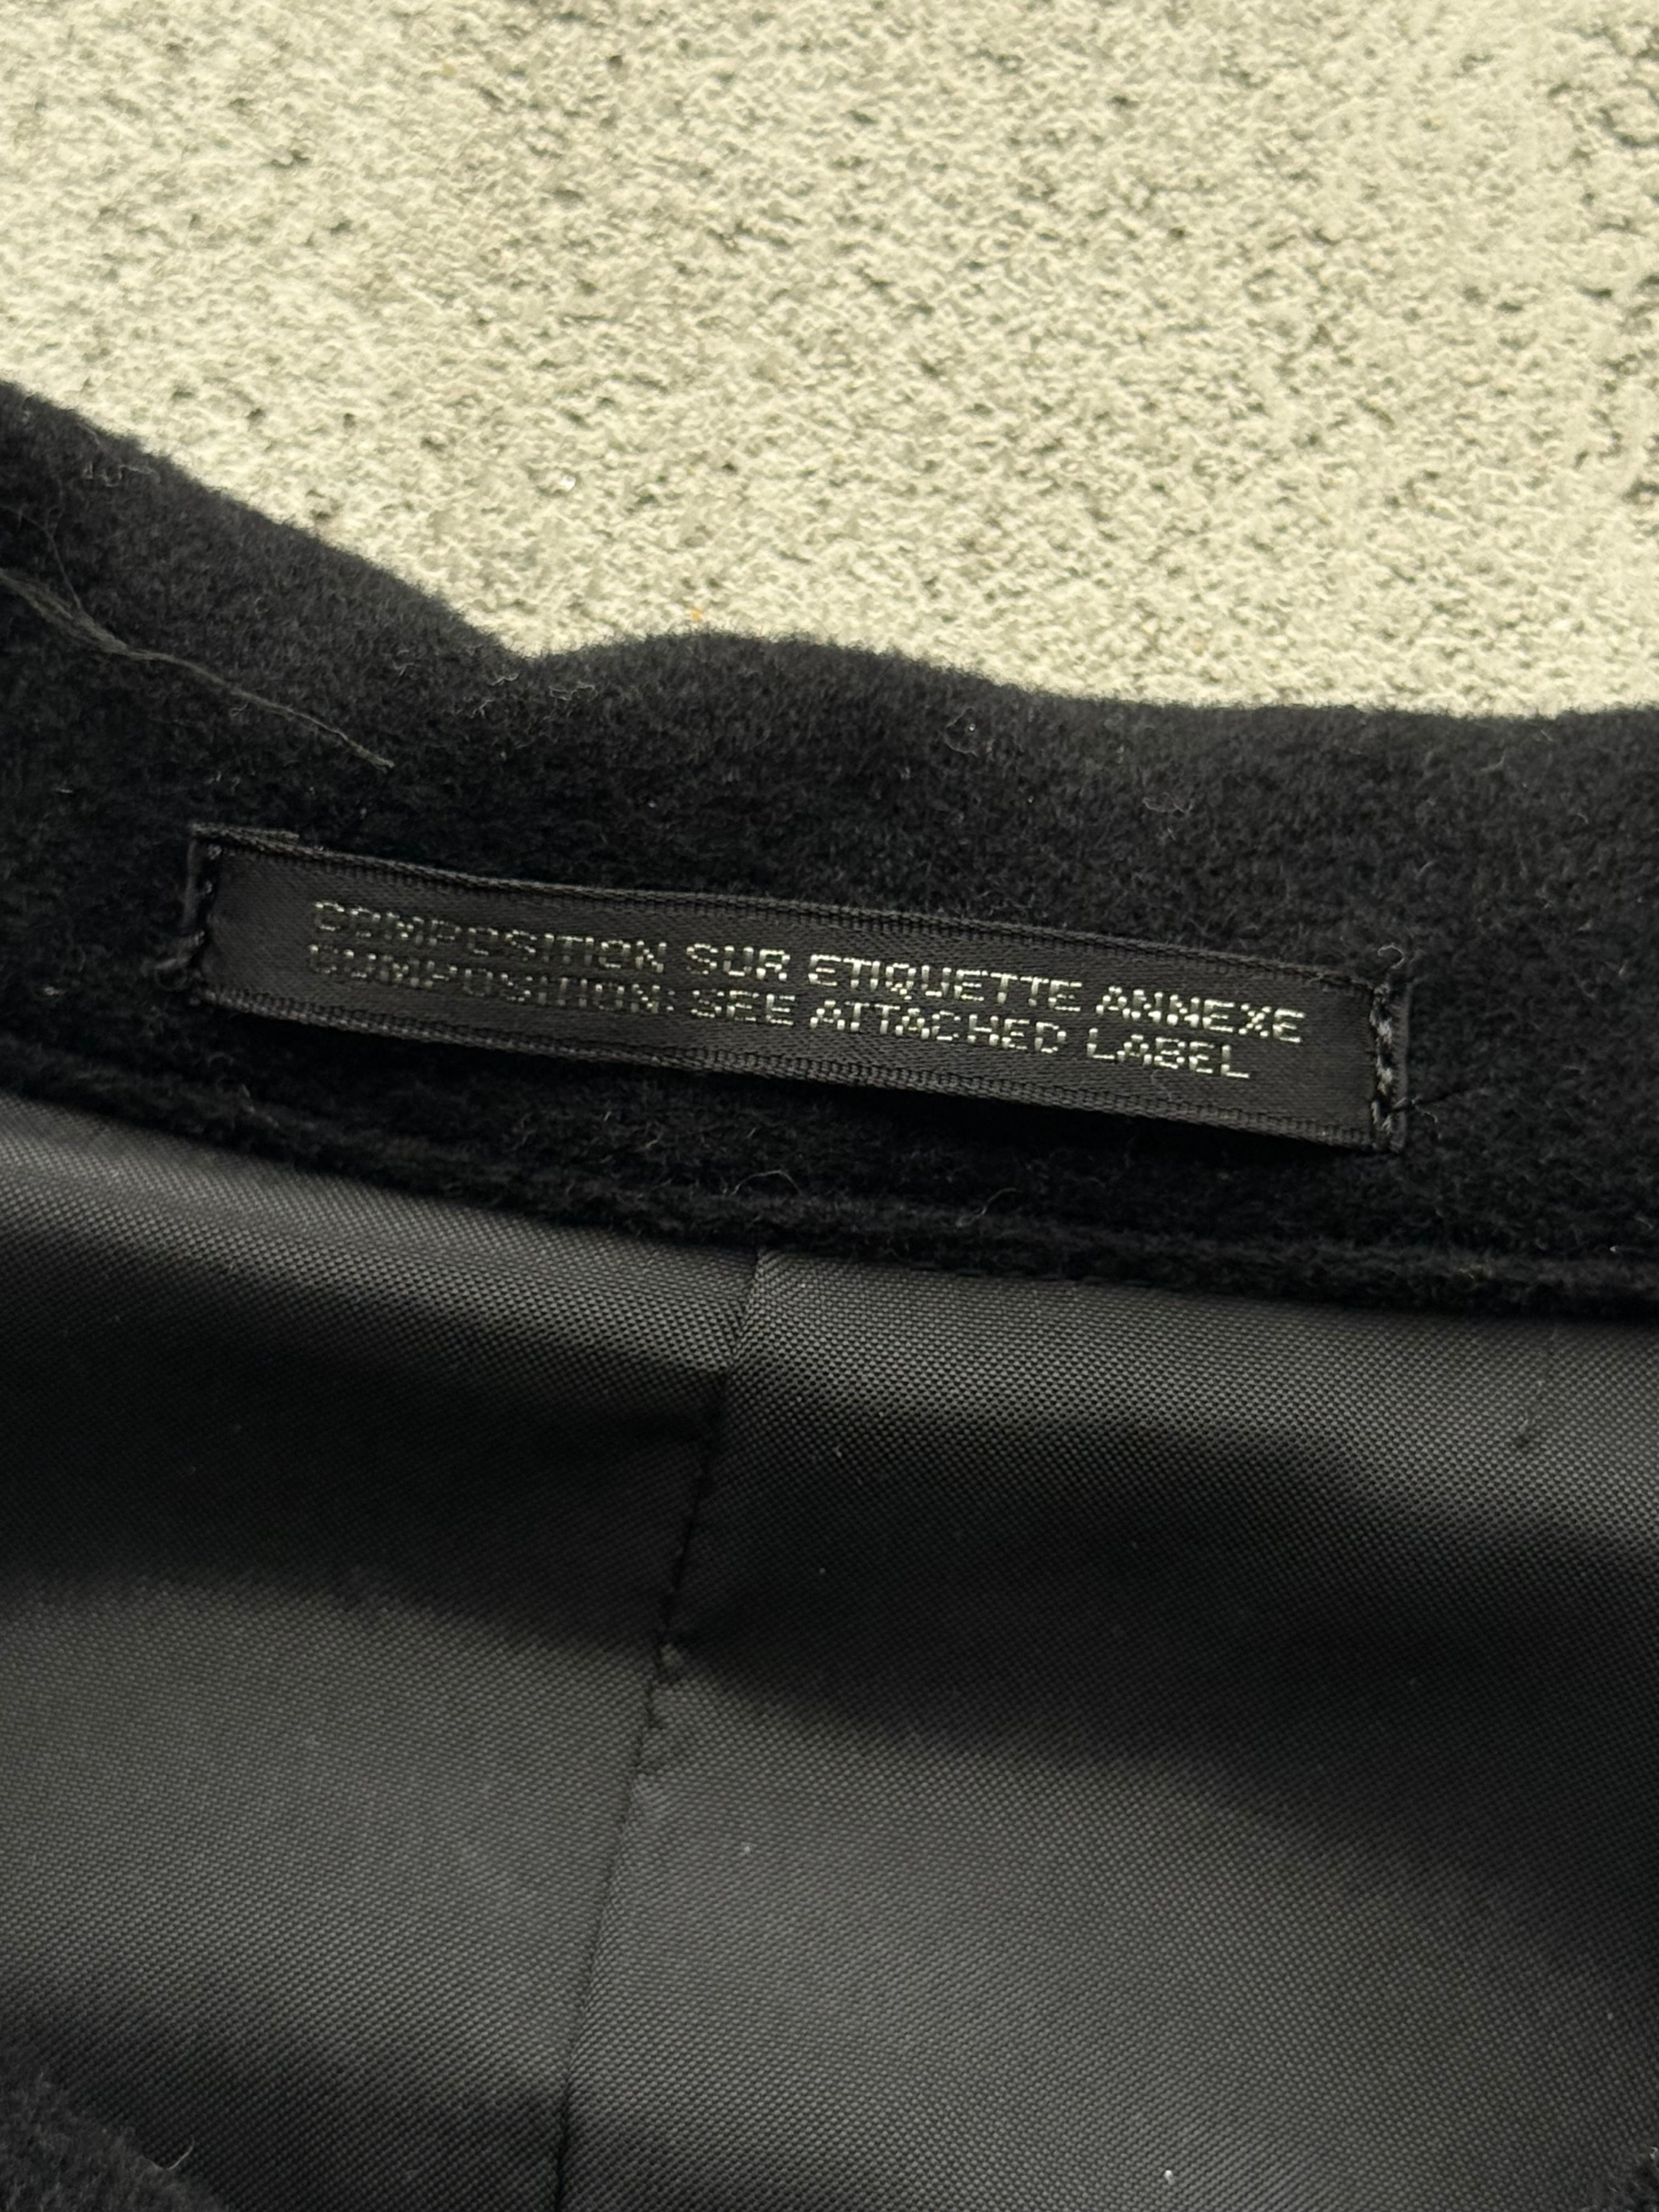 COMPOSITION SUR ETIQUETTE ANNEXE
COMPOSITION: SEE ATTACHED LABEL